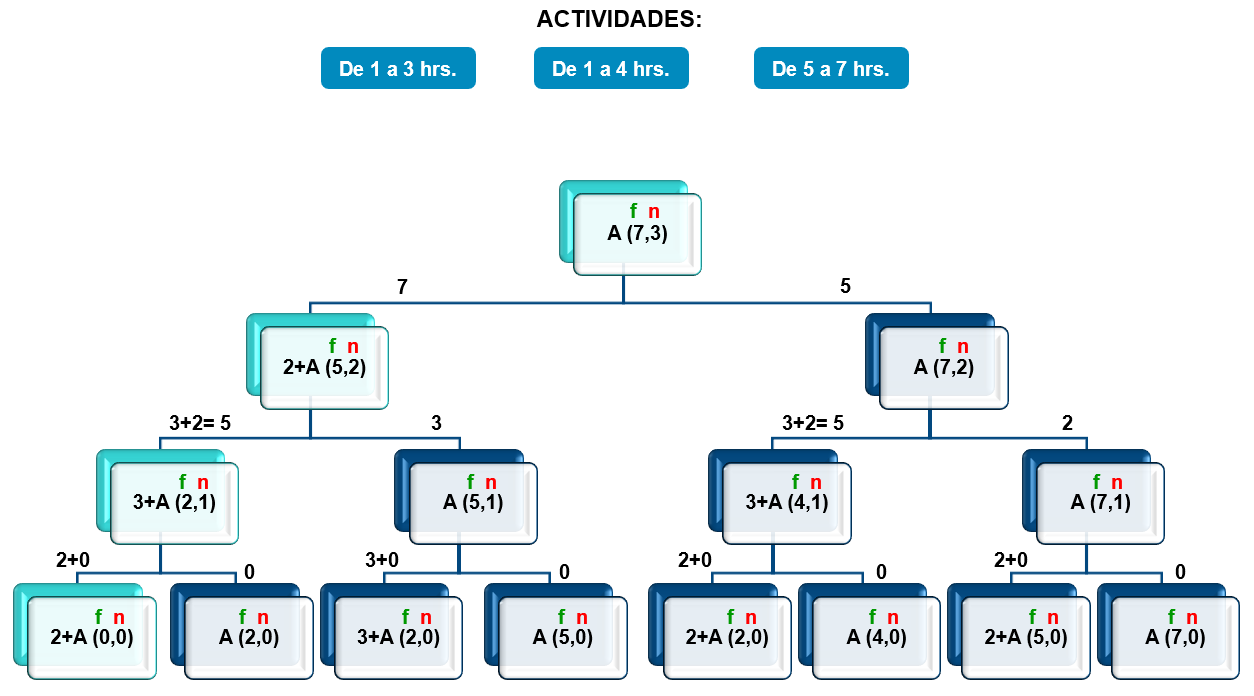 ACTIVIDADES:
De 1 a 3 hrs.
De 1 a 4 hrs.
De 5 a 7 hrs.
f n
A (7,3)
7
5
f n
2+A (5,2)
f n
A (7,2)
3+2= 5
3
3+2= 5
2
f n
3+A (2,1)
f n
A (5,1)
f n
3+A (4,1)
f n
A (7,1)
2+0
0
3+0
0
2+0
0
2+0
0
f n
2+A (0,0)
f n
A (2,0)
f n
3+A (2,0)
f n
A (5,0)
f n
2+A (2,0)
f n
A (4,0)
f n
2+A (5,0)
f n
A (7,0)